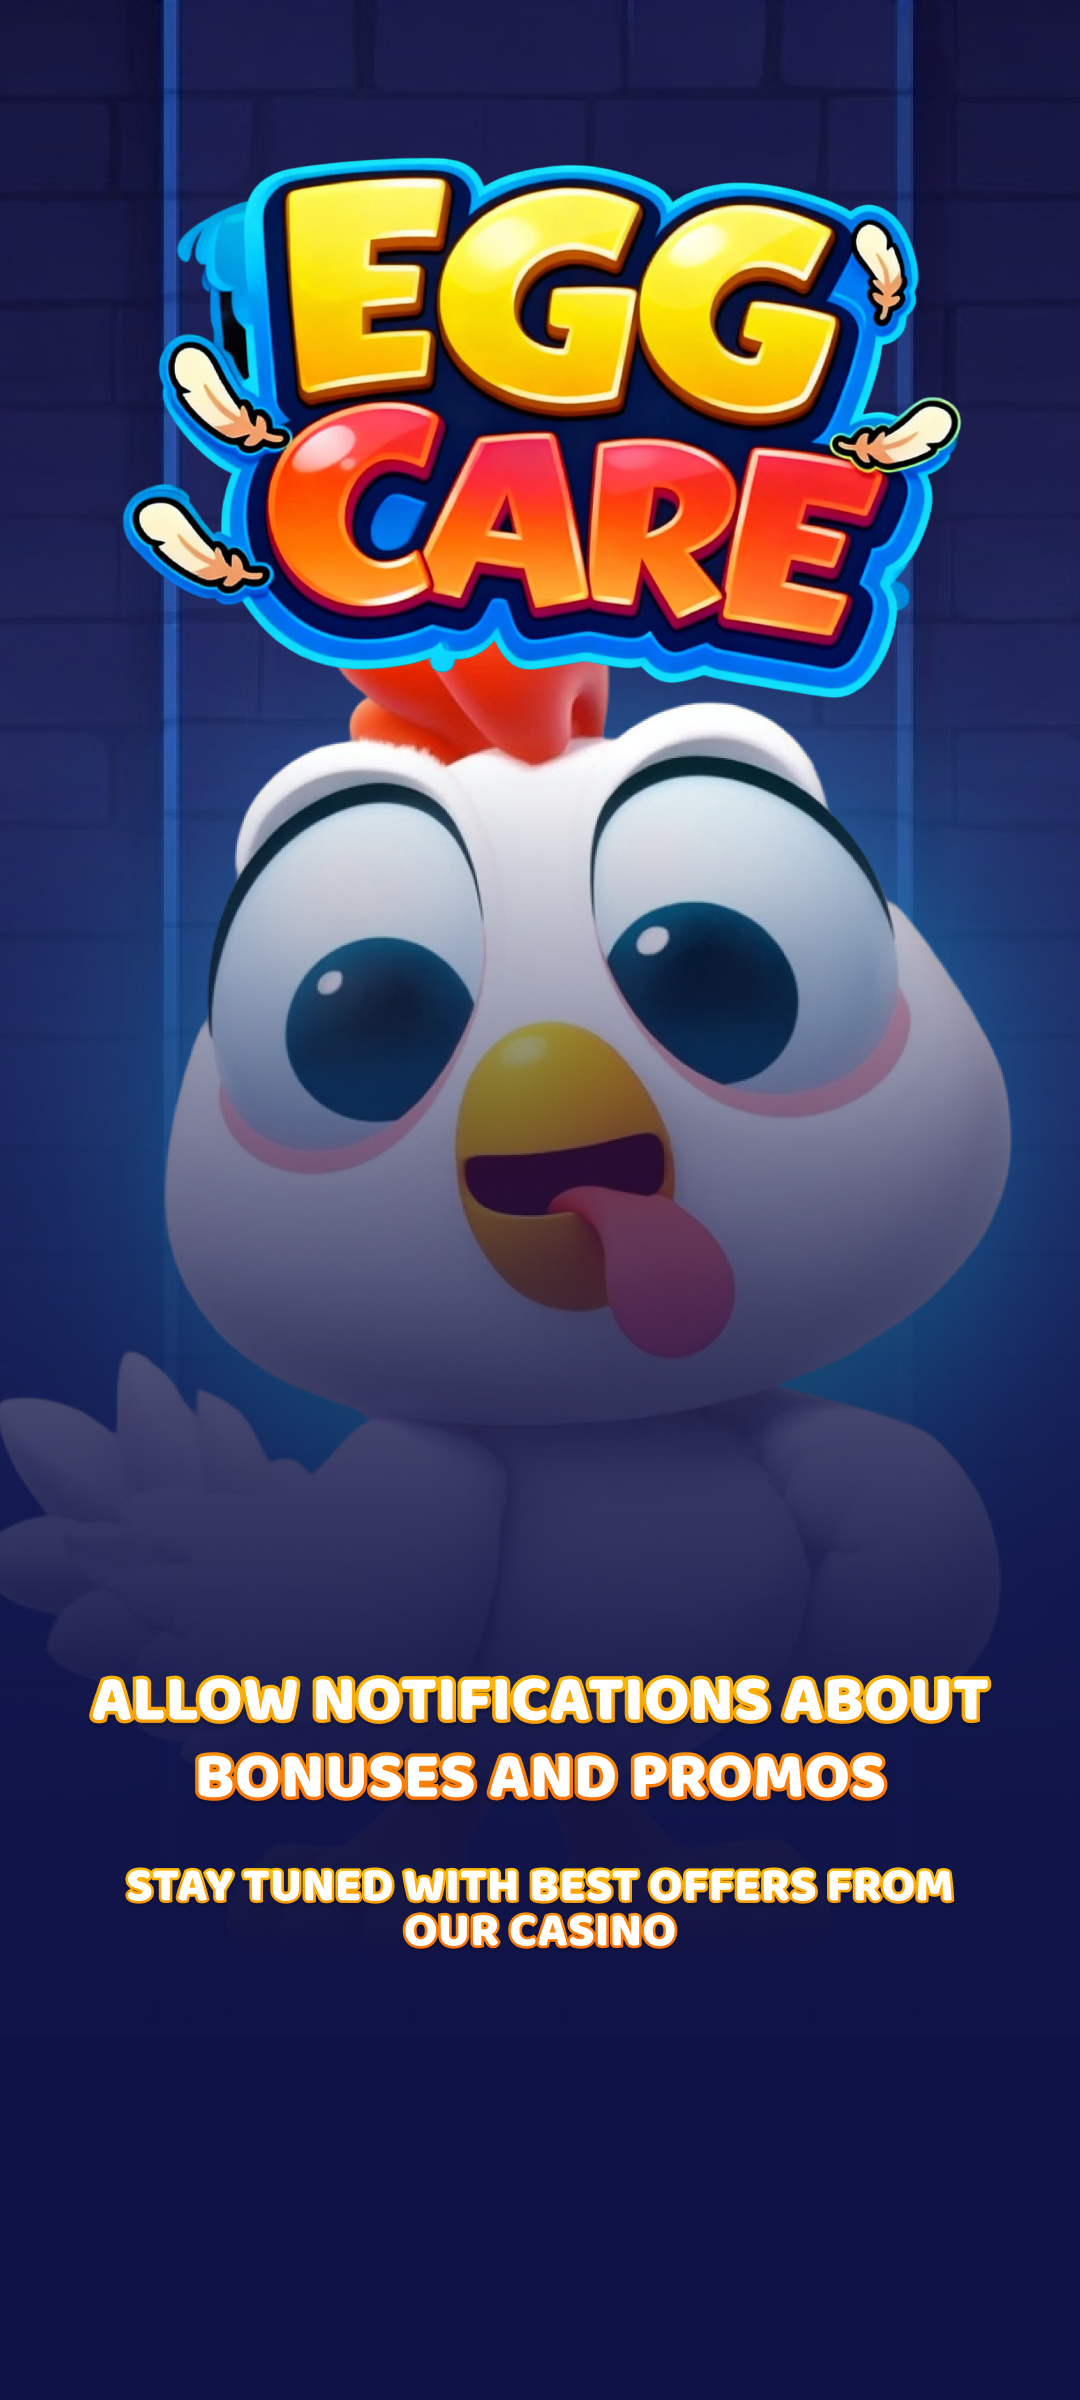 EGG
CARE
ALLOW NOTIFICATIONS ABOUT
BONUSES AND PROMOS
STAY TUNED WITH BEST OFFERS FROM
OUR CASINO